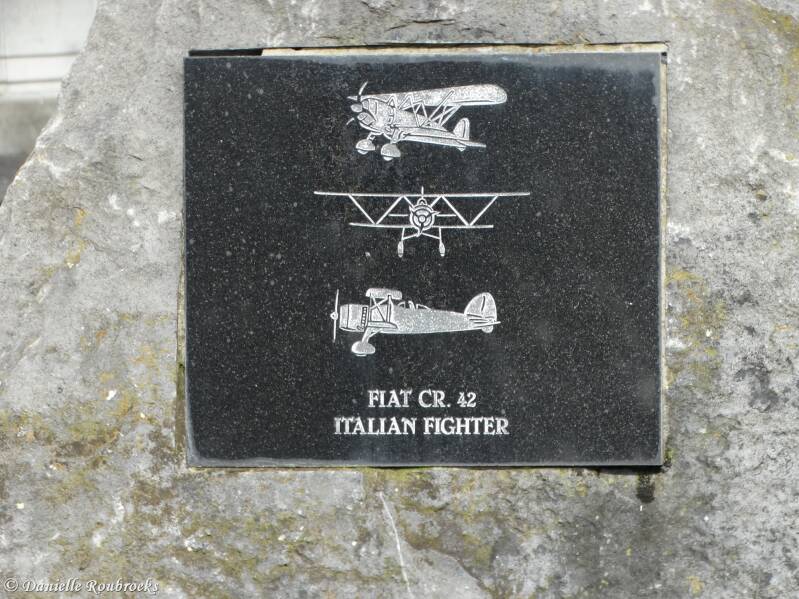 FIAT CR. 42
ITALIAN FIGHTER
© Danielle Roubroeks